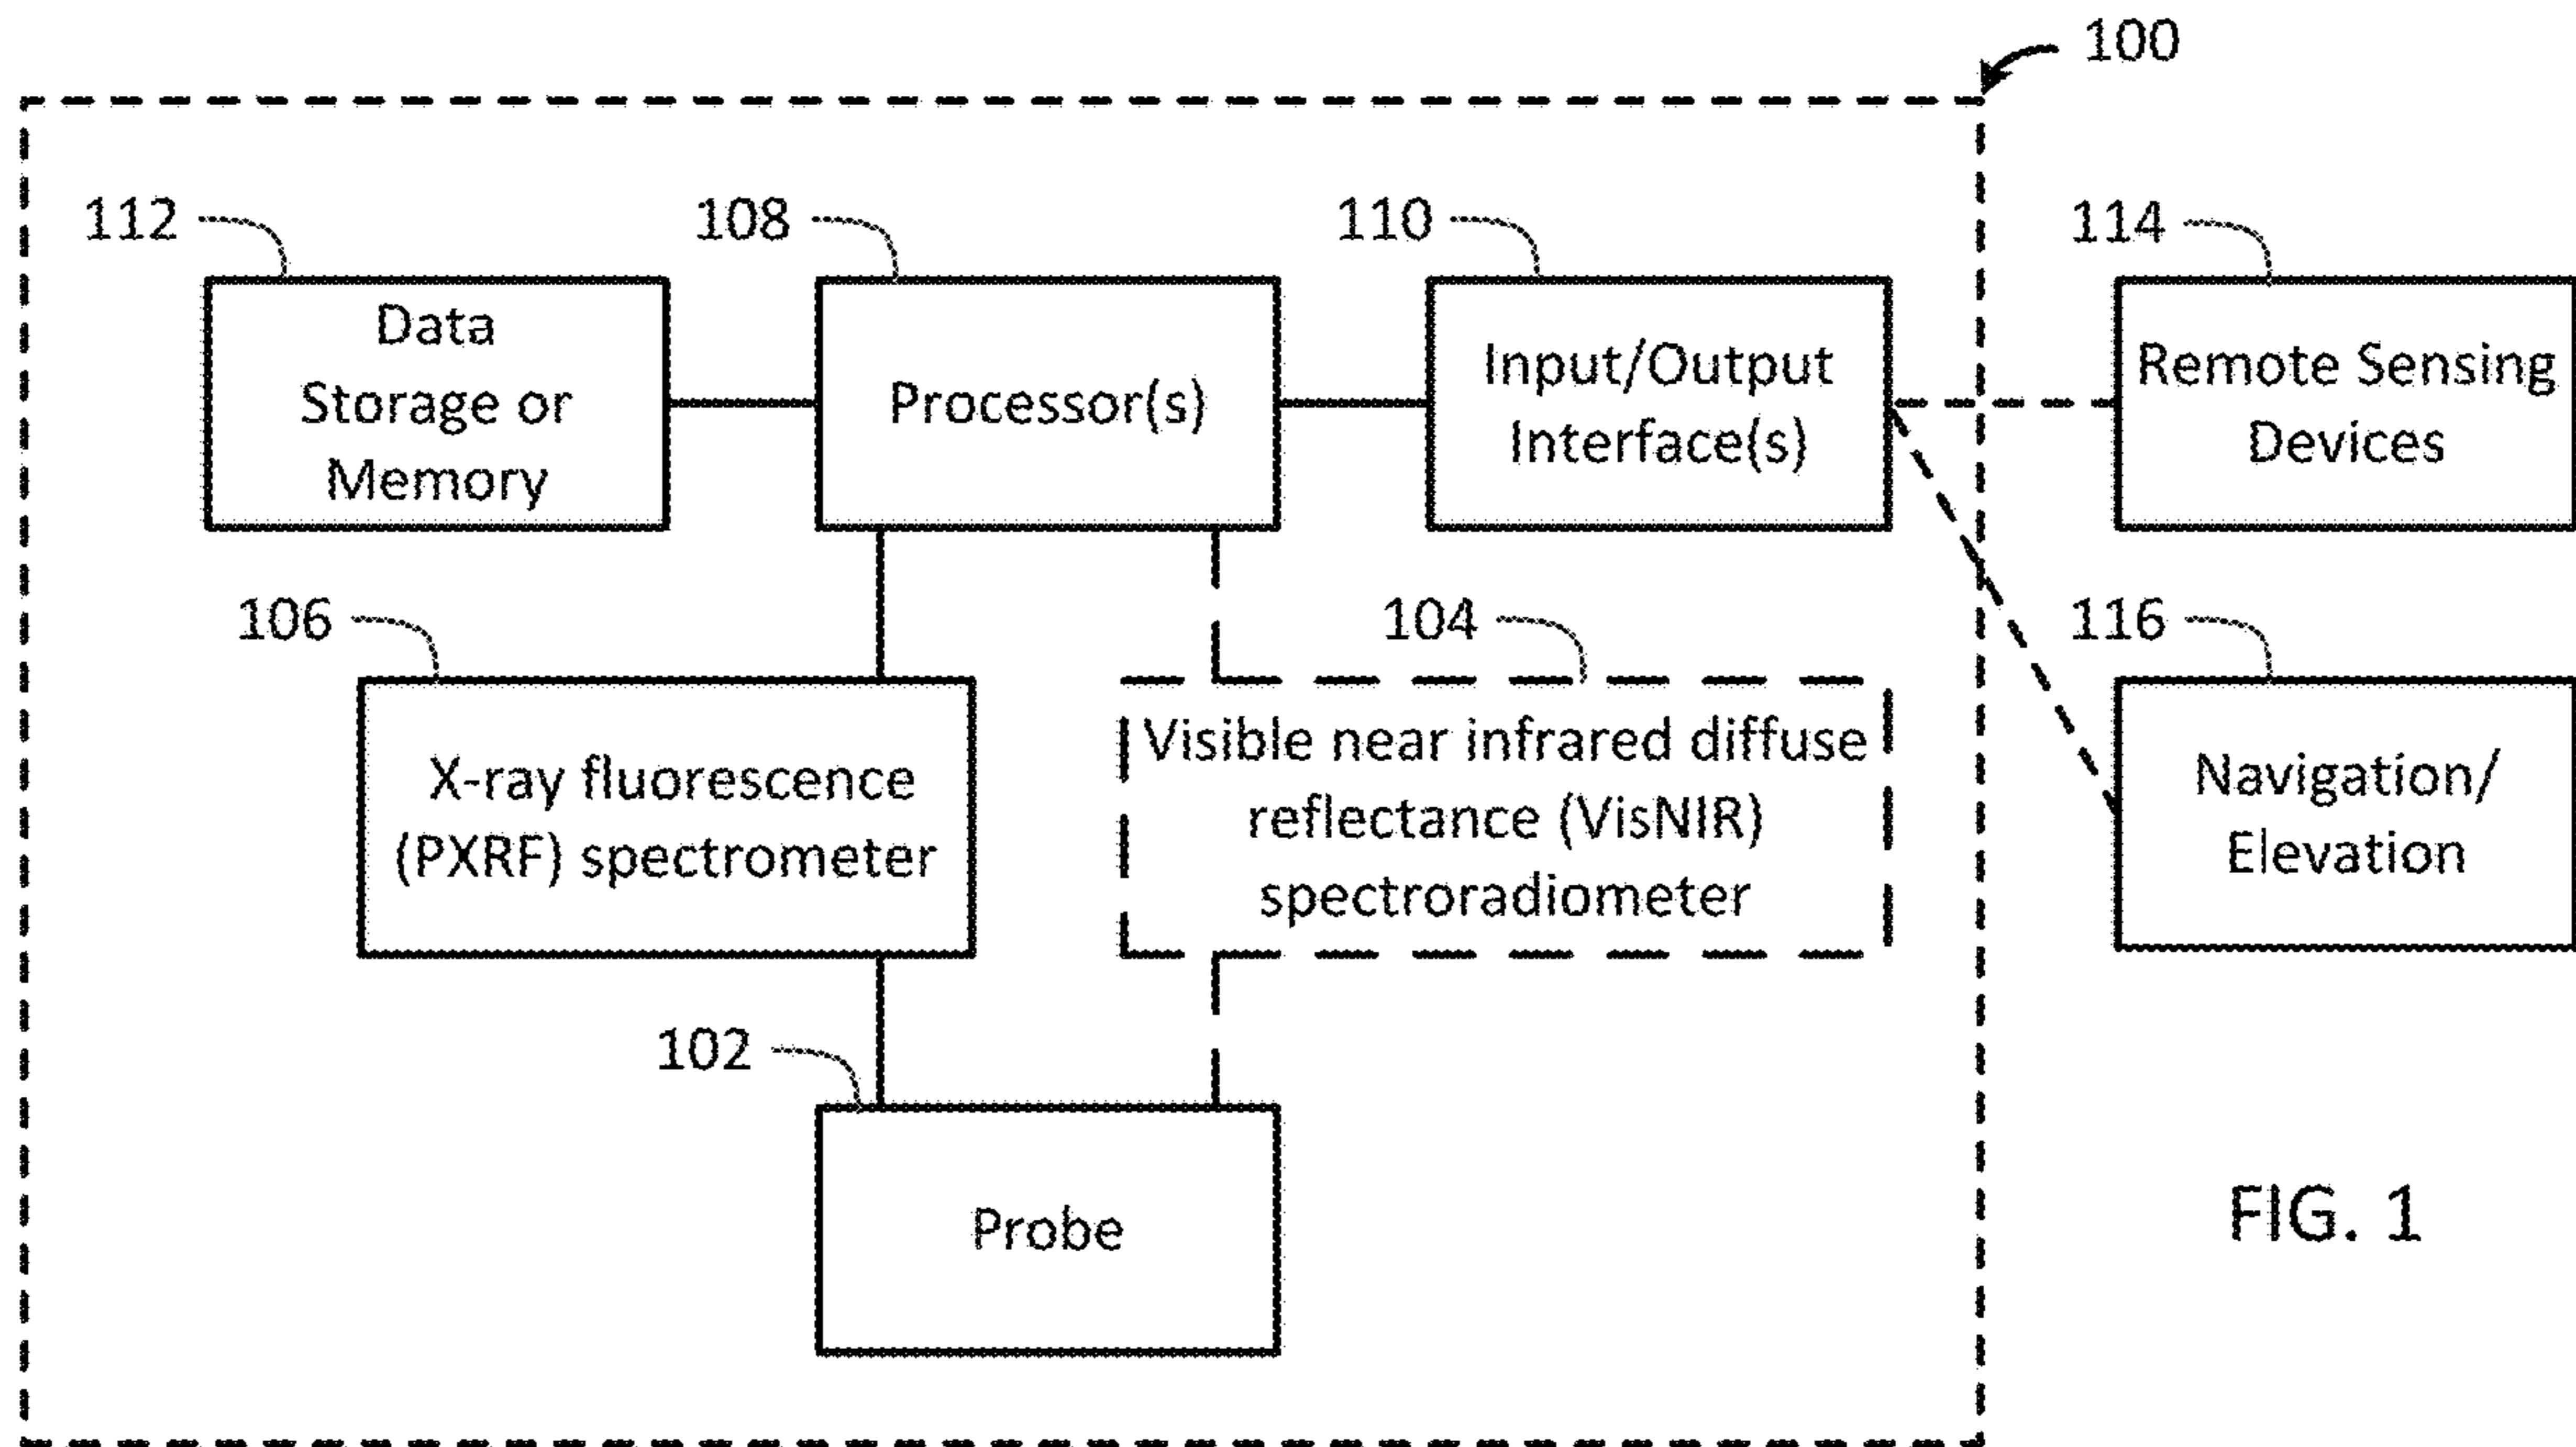 100
112
108
110
114
Data
Storage or
Memory
Processor(s)
Input/Output
Interface(s)
Remote Sensing
Devices
106
104
116
X-ray fluorescence
(PXRF) spectrometer
Visible near infrared diffuse
reflectance (VisNIR)
spectroradiometer
Navigation/
Elevation
102
Probe
FIG. 1